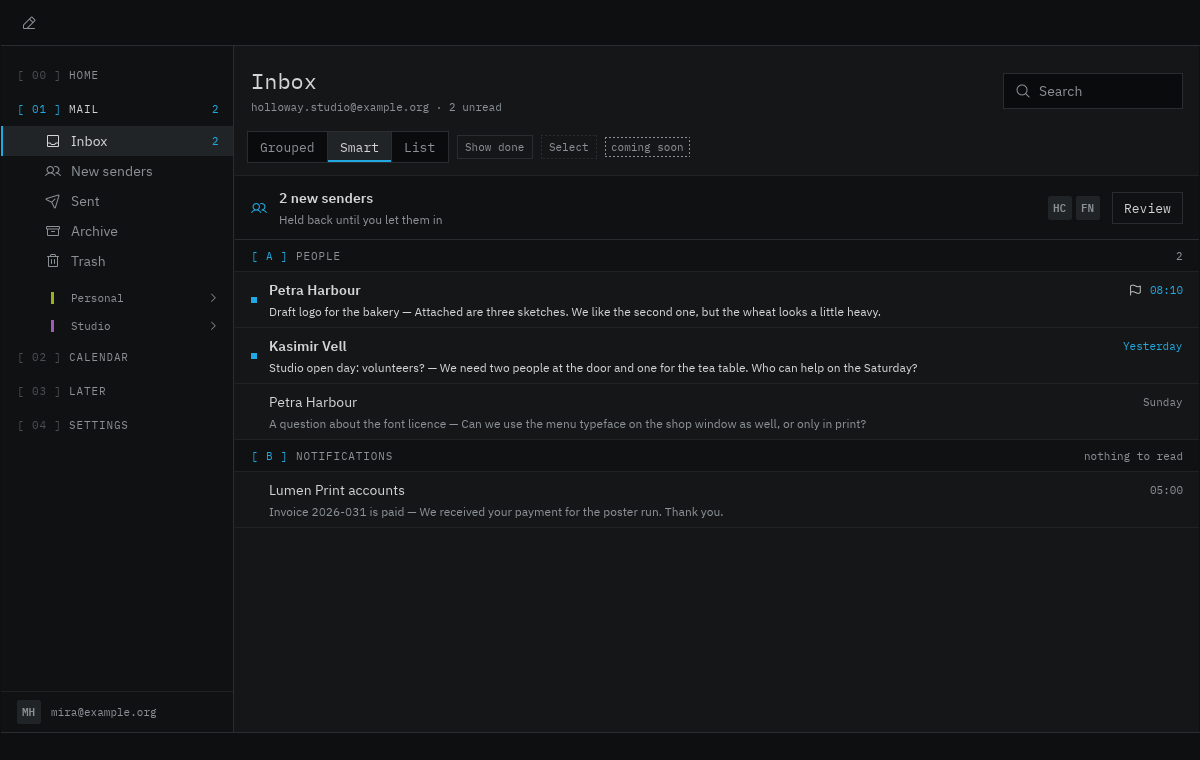 [ 00 ] HOME
[ 01 ] MAIL 2
Inbox 2
New senders
Sent
Archive
Trash
Personal
Studio
[ 02 ] CALENDAR
[ 03 ] LATER
[ 04 ] SETTINGS
MH mira@example.org
Inbox
holloway.studio@example.org · 2 unread
Search
Grouped Smart List Show done Select coming soon
2 new senders
Held back until you let them in
HC FN Review
[ A ] PEOPLE 2
Petra Harbour 08:10
Draft logo for the bakery — Attached are three sketches. We like the second one, but the wheat looks a little heavy.
Kasimir Vell Yesterday
Studio open day: volunteers? — We need two people at the door and one for the tea table. Who can help on the Saturday?
Petra Harbour Sunday
A question about the font licence — Can we use the menu typeface on the shop window as well, or only in print?
[ B ] NOTIFICATIONS nothing to read
Lumen Print accounts 05:00
Invoice 2026-031 is paid — We received your payment for the poster run. Thank you.